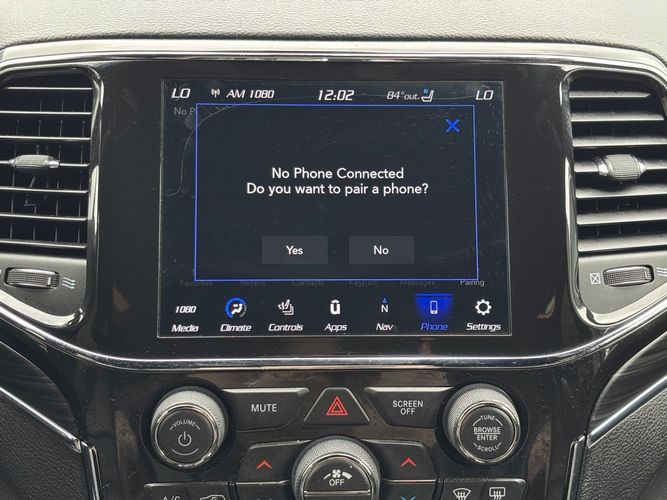 LO AM 1080 12:02 84°out. LO
No P
No Phone Connected
Do you want to pair a phone?
Yes No
Favorites Recent Contacts Keypad Messages Pairing
1080 N
Media Climate Controls Apps Nav Phone Settings
MUTE SCREEN OFF
VOLUME
TUNE
BROWSE
ENTER
SCROLL
OFF
A/C